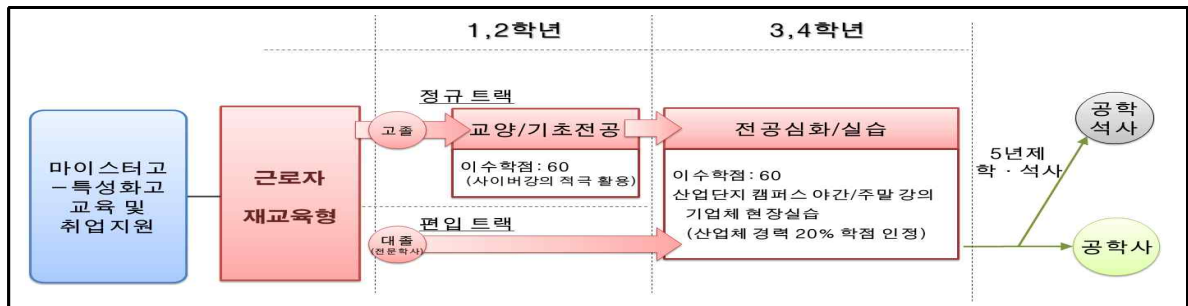 1,2학년
3,4학년
마이스터고
-특성화고
교육 및
취업지원
근로자
재교육형
정규 트랙
고졸
교양/기초전공
이수학점: 60
(사이버강의 적극 활용)
편입 트랙
대졸
(전문학사)
전공심화/실습
이수학점: 60
산업단지 캠퍼스 야간/주말 강의
기업체 현장실습
(산업체 경력 20% 학점 인정)
5년제
학·석사
공학
석사
공학사